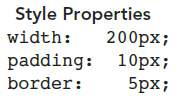 Style Properties
width: 200px;
padding: 10px;
border: 5px;